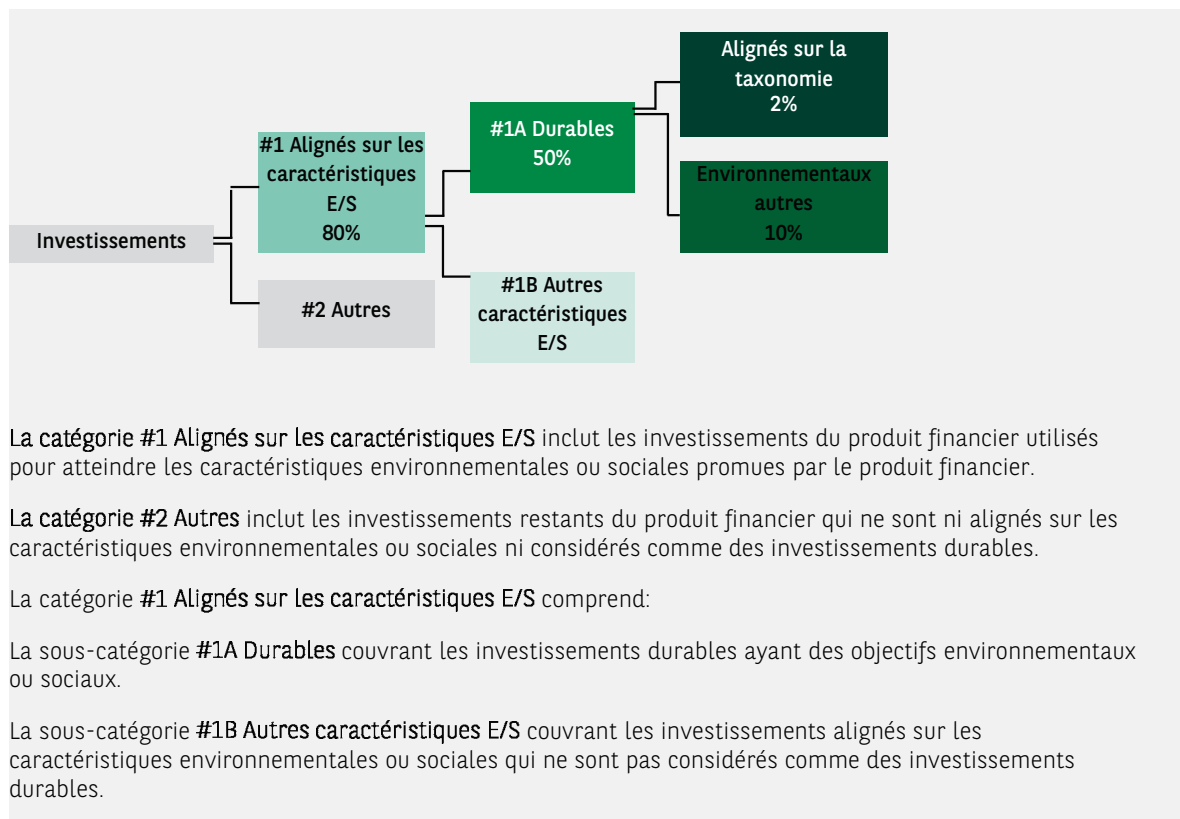 Alignés sur la
taxonomie
2%
#1A Durables
50%
#1 Alignés sur les
caractéristiques
E/S
80%
Environnementaux
autres
10%
Investissements
#2 Autres
#1B Autres
caractéristiques
E/S
La catégorie #1 Alignés sur les caractéristiques E/S inclut les investissements du produit financier utilisés
pour atteindre les caractéristiques environnementales ou sociales promues par le produit financier.
La catégorie #2 Autres inclut les investissements restants du produit financier qui ne sont ni alignés sur les
caractéristiques environnementales ou sociales ni considérés comme des investissements durables.
La catégorie #1 Alignés sur les caractéristiques E/S comprend:
La sous-catégorie #1A Durables couvrant les investissements durables ayant des objectifs environnementaux
ou sociaux.
La sous-catégorie #1B Autres caractéristiques E/S couvrant les investissements alignés sur les
caractéristiques environnementales ou sociales qui ne sont pas considérés comme des investissements
durables.